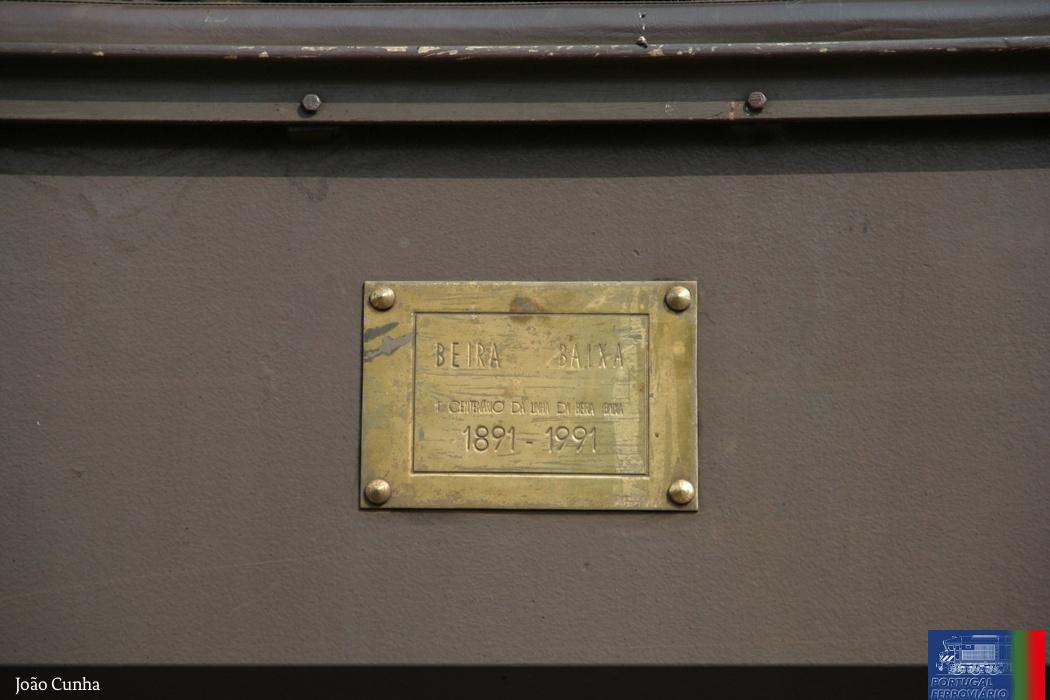 BEIRA BAIXA
1º CENTENÁRIO DA LINHA DA BEIRA BAIXA
1891 - 1991
João Cunha
PORTUGAL
FERROVIÁRIO